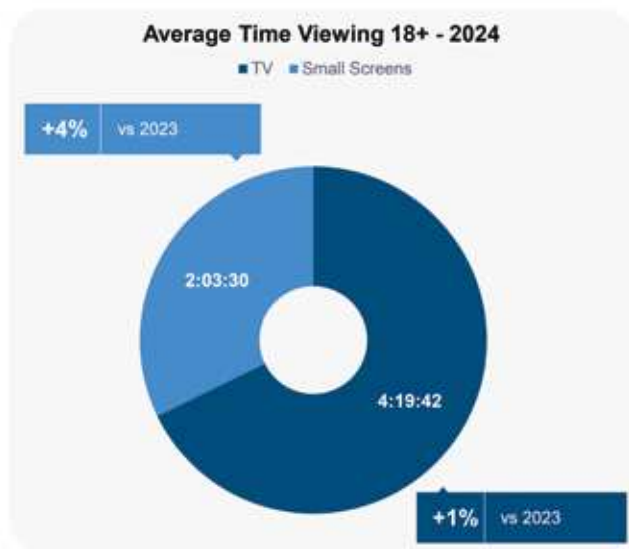 Average Time Viewing 18+ - 2024
TV Small Screens
+4% vs 2023
2:03:30
4:19:42
+1% vs 2023